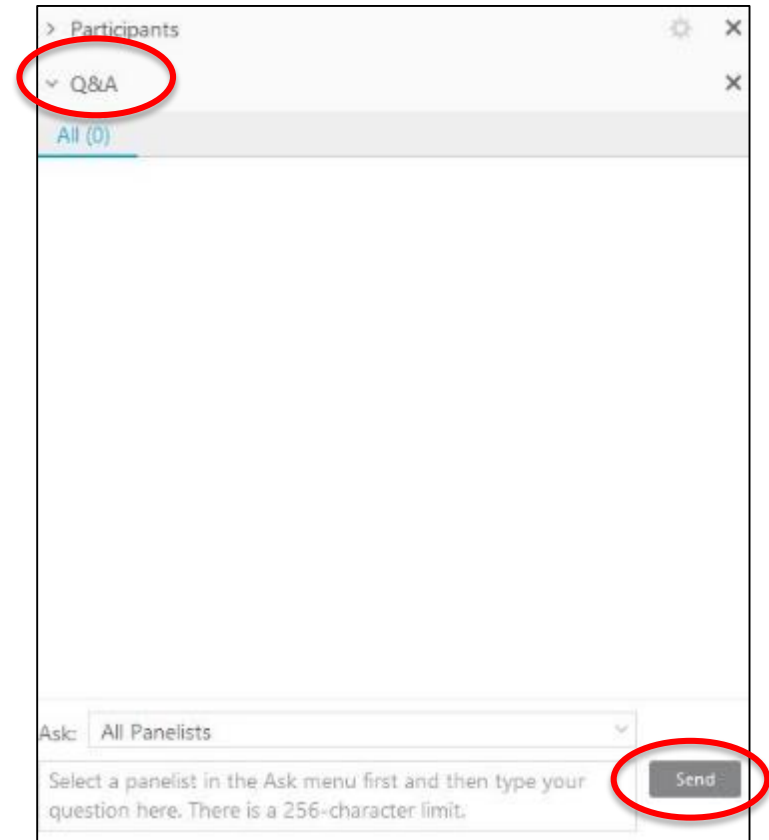 Participants
Q&A
All (0)
Ask: All Panelists
Select a panelist in the Ask menu first and then type your
question here. There is a 256-character limit.
Send